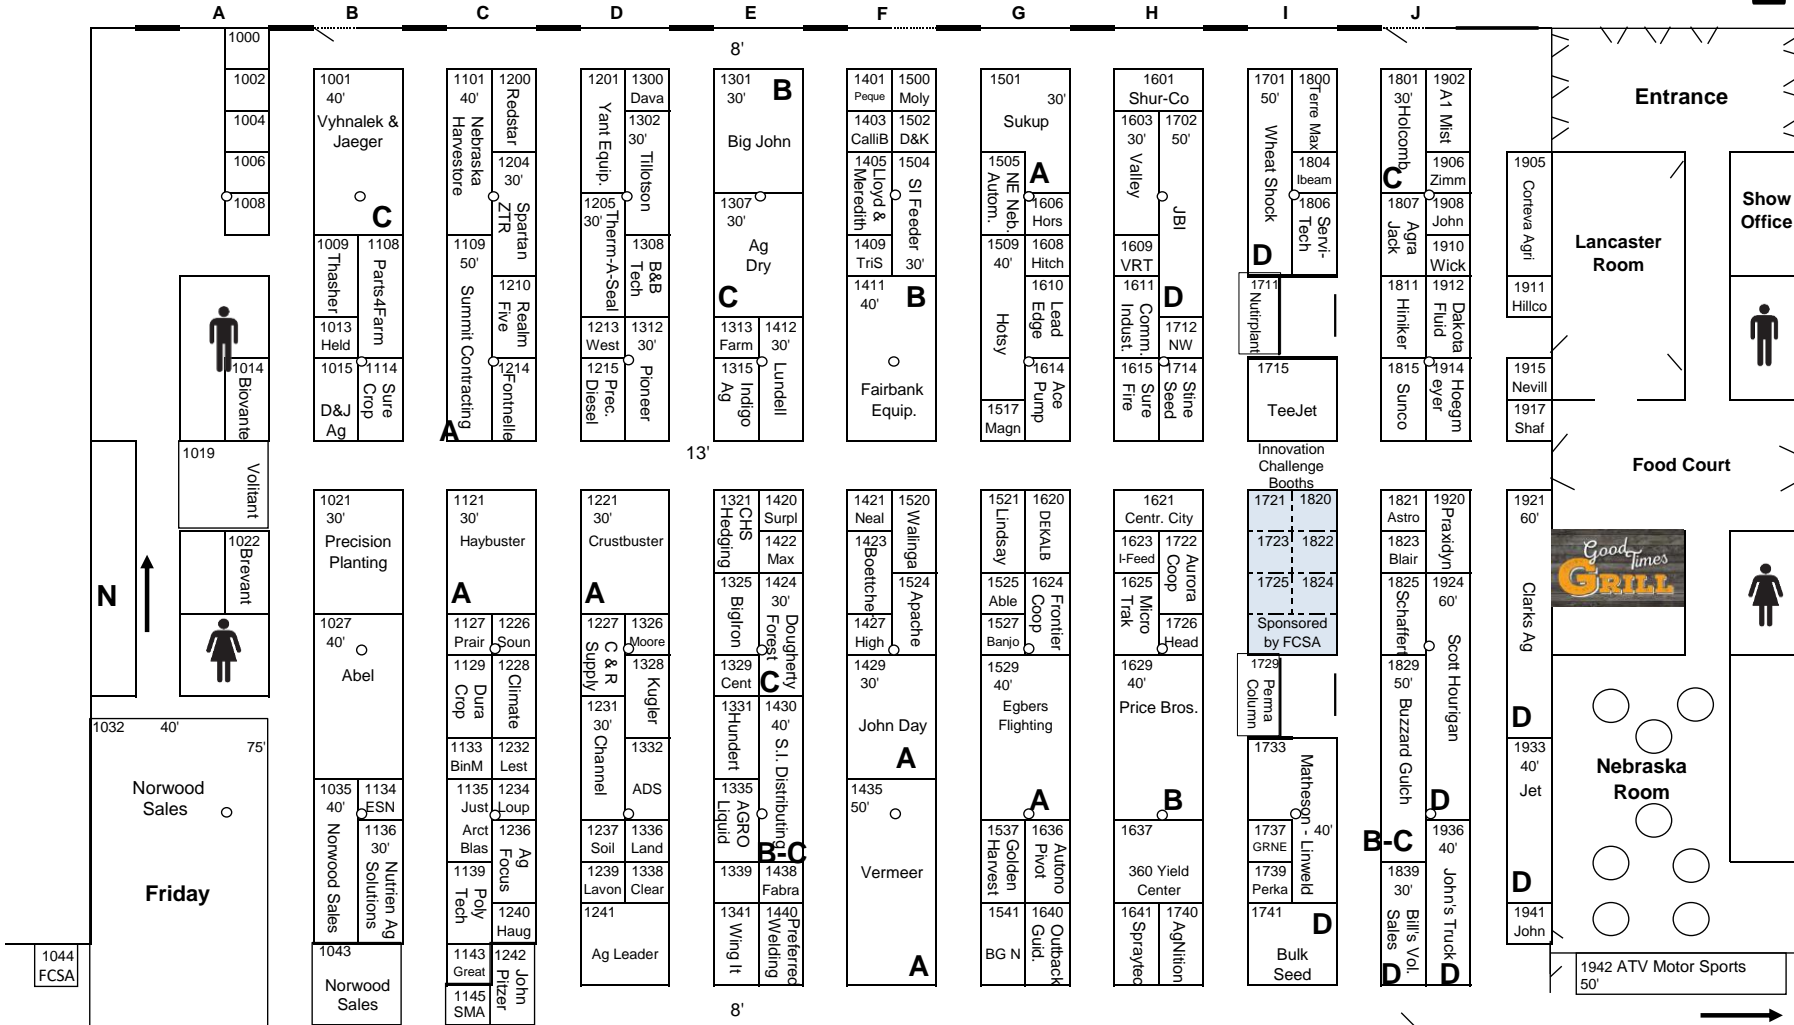 A B C D E F G H I J
8'
1000
1002
1004
1006
1008
1014
Biovante
1019
Volitant
1022
Brevant
N
1032 40'
75'
Norwood
Sales
Friday
1044
FCSA
1001
40'
Vyhnalek &
Jaeger
C
1009
Thasher
1108
Parts4Farm
1013
Held
1015
D&J
Ag
1114
Sure
Crop
1021
30'
Precision
Planting
1027
40'
Abel
1035
40'
Norwood Sales
1134
ESN
1136
30'
Nutrien Ag
Solutions
1043
Norwood
Sales
1101
40'
Nebraska
Harvestore
1200
Redstar
1204
30'
Spartan
ZTR
1109
50'
Summit Contracting
A
1210
Realm
Five
1214
Fontnelle
1121
30'
Haybuster
A
1127
Prair
1226
Soun
1129
Dura
Crop
1228
Climate
1133
BinM
1232
Lest
1135
Just
Arct
Blas
1234
Loup
1236
Ag
Focus
1139
Poly
Tech
1240
Haug
1143
Great
1242
John
Pitzer
1145
SMA
1201
Yant Equip.
1300
Dava
1302
30'
Tillotson
1205
30'
Therm-A-Seal
1308
B&B
Tech
1213
West
1312
30'
Pioneer
1215
Prec.
Diesel
13'
1221
30'
Crustbuster
A
1227
C & R
Supply
1326
Moore
1328
Kugler
1231
30'
Channel
1332
ADS
1237
Soil
1336
Land
1239
Lavon
1338
Clear
1241
Ag Leader
1301
30'
B
Big John
1307
30'
Ag
Dry
C
1313
Farm
1412
30'
Lundell
1315
Indigo
Ag
1321
CHS
Hedging
1420
Surpl
1422
Max
1325
BigIron
1424
30'
Dougherty
Forest
1329
Cent
C
1331
Hundert
1430
40'
S.I. Distributing
1335
AGRO
Liquid
B-C
1339
1438
Fabra
1341
Wing It
1440
Preferred
Welding
8'
1401
Peque
1500
Moly
1403
CalliB
1502
D&K
1405
Lloyd &
Meredith
1504
SI Feeder
30'
1409
TriS
1411
40'
B
Fairbank
Equip.
1421
Neal
1520
Walinga
1423
Boettcher
1524
Apache
1427
High
1429
30'
John Day
A
1435
50'
Vermeer
A
1501
30'
Sukup
1505
NE Neb.
Autom.
A
1606
Hors
1509
40'
Hotsy
1608
Hitch
1610
Lead
Edge
1614
Ace
Pump
1517
Magn
1521
Lindsay
1620
DEKALB
1525
Able
1624
Frontier
Coop
1527
Banjo
1529
40'
Egbers
Flighting
A
1537
Golden
Harvest
1636
Autono
Pivot
1541
BG N
1640
Outback
Guid.
1601
Shur-Co
1603
30'
Valley
1702
50'
JBI
1609
VRT
1611
Comm.
Indust.
D
1712
NW
1615
Sure
Fire
1714
Stine
Seed
1621
Centr. City
1623
I-Feed
1722
Aurora
Coop
1625
Micro
Trak
1726
Head
1629
40'
Price Bros.
B
1637
360 Yield
Center
1641
Spraytec
1740
AgNition
1701
50'
Wheat Shock
1800
Terre Max
1804
Ibeam
1806
Servi-
Tech
D
1711
Nutirplant
1715
TeeJet
Innovation
Challenge
Booths
1721 1820
1723 1822
1725 1824
Sponsored
by FCSA
1729
Perma
Column
1733
Matheson - Linweld
40'
1737
GRNE
1739
Perka
1741
D
Bulk
Seed
1801
30'
Holcomb
C
1902
A1 Mist
1906
Zimm
1807
Agra
Jack
1908
John
1910
Wick
1811
Hiniker
1912
Dakota
Fluid
1815
Sunco
1914
Hoegm
eyer
1821
Astro
1920
Praxidyn
1823
Blair
1825
Schaffert
1924
60'
Scott Hourigan
D
1829
50'
Buzzard Gulch
B-C
1936
40'
John's Truck
D
1839
30'
Bill's Vol.
Sales
D
1905
Corteva Agri
1911
Hillco
1915
Nevill
1917
Shaf
1921
60'
Clarks Ag
D
1933
40'
Jet
D
1941
John
Entrance
Lancaster
Room
Show
Office
Food Court
Good
Times
GRILL
Nebraska
Room
1942 ATV Motor Sports
50'